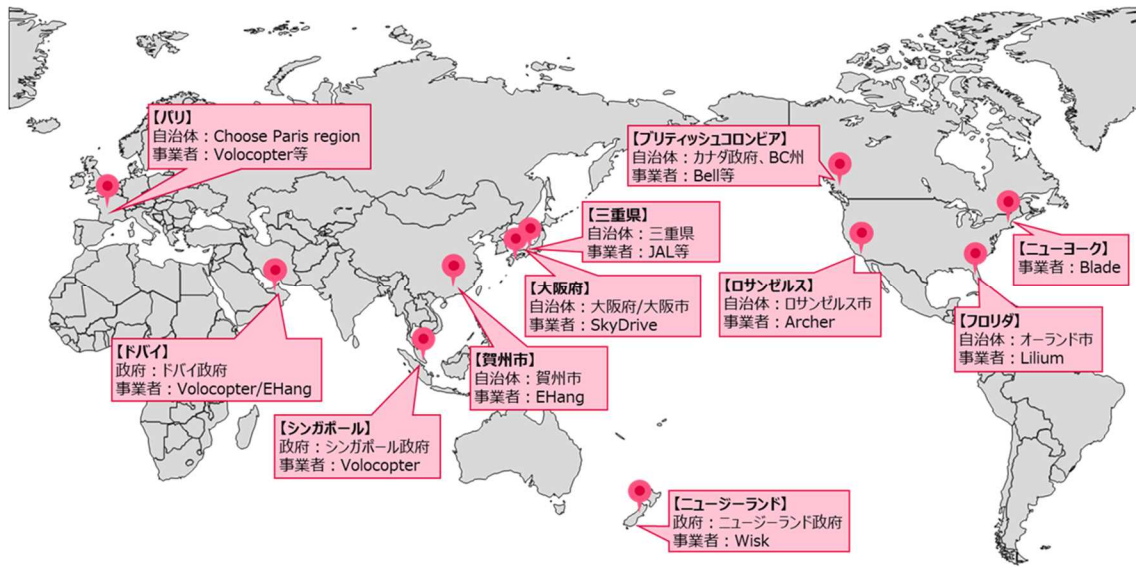 【パリ】
自治体：Choose Paris region
事業者：Volocopter等
【ブリティッシュコロンビア】
自治体：カナダ政府、BC州
事業者：Bell等
【三重県】
自治体：三重県
事業者：JAL等
【ニューヨーク】
事業者：Blade
【大阪府】
自治体：大阪府/大阪市
事業者：SkyDrive
【ロサンゼルス】
自治体：ロサンゼルス市
事業者：Archer
【フロリダ】
自治体：オーランド市
事業者：Lilium
【ドバイ】
政府：ドバイ政府
事業者：Volocopter/EHang
【賀州市】
自治体：賀州市
事業者：EHang
【シンガポール】
政府：シンガポール政府
事業者：Volocopter
【ニュージーランド】
政府：ニュージーランド政府
事業者：Wisk